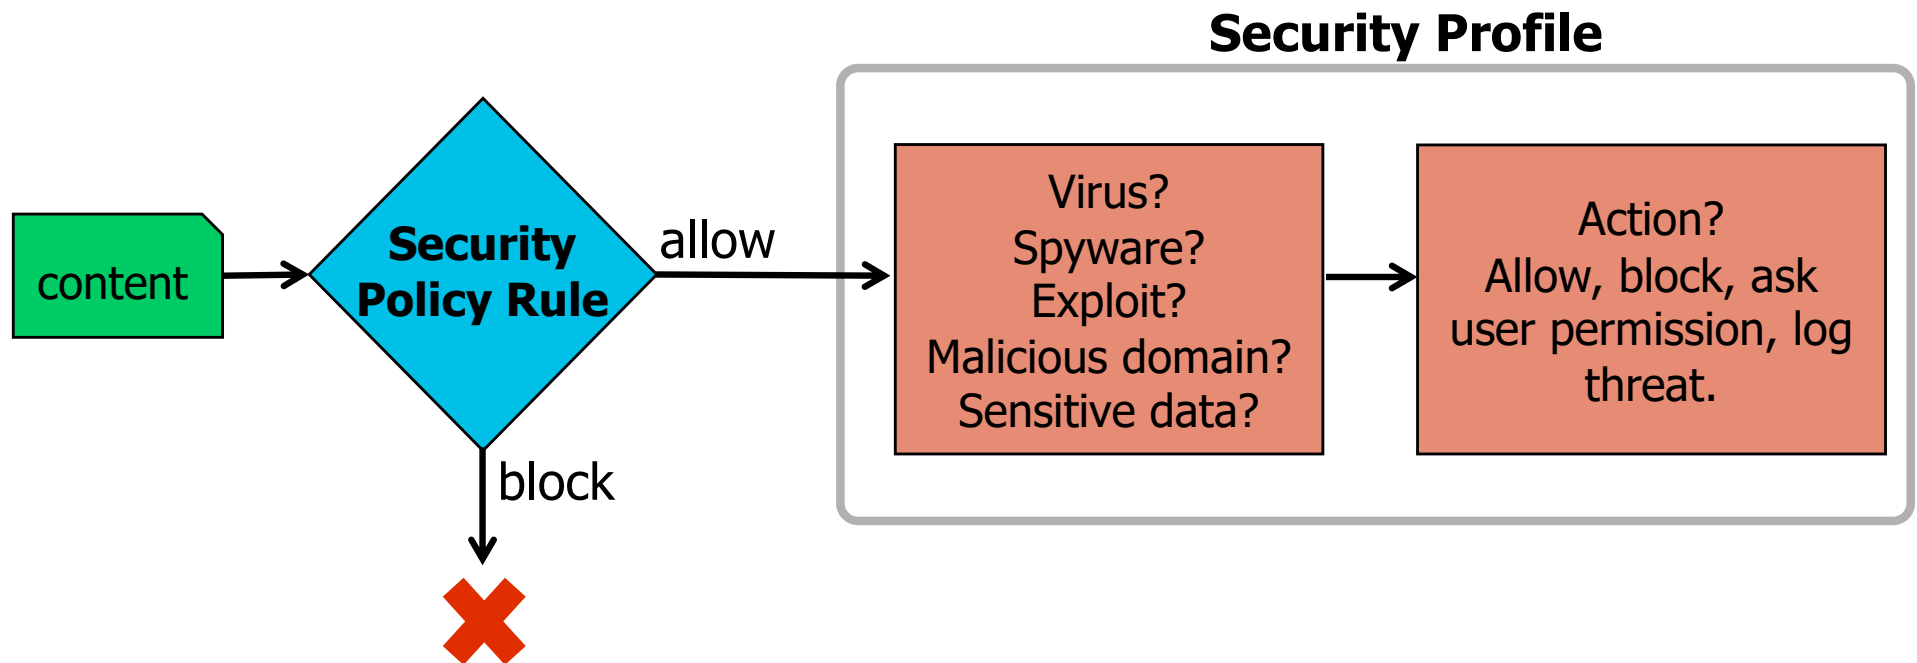 Security Profile
content
Security
Policy Rule
allow
block
Virus?
Spyware?
Exploit?
Malicious domain?
Sensitive data?
Action?
Allow, block, ask
user permission, log
threat.